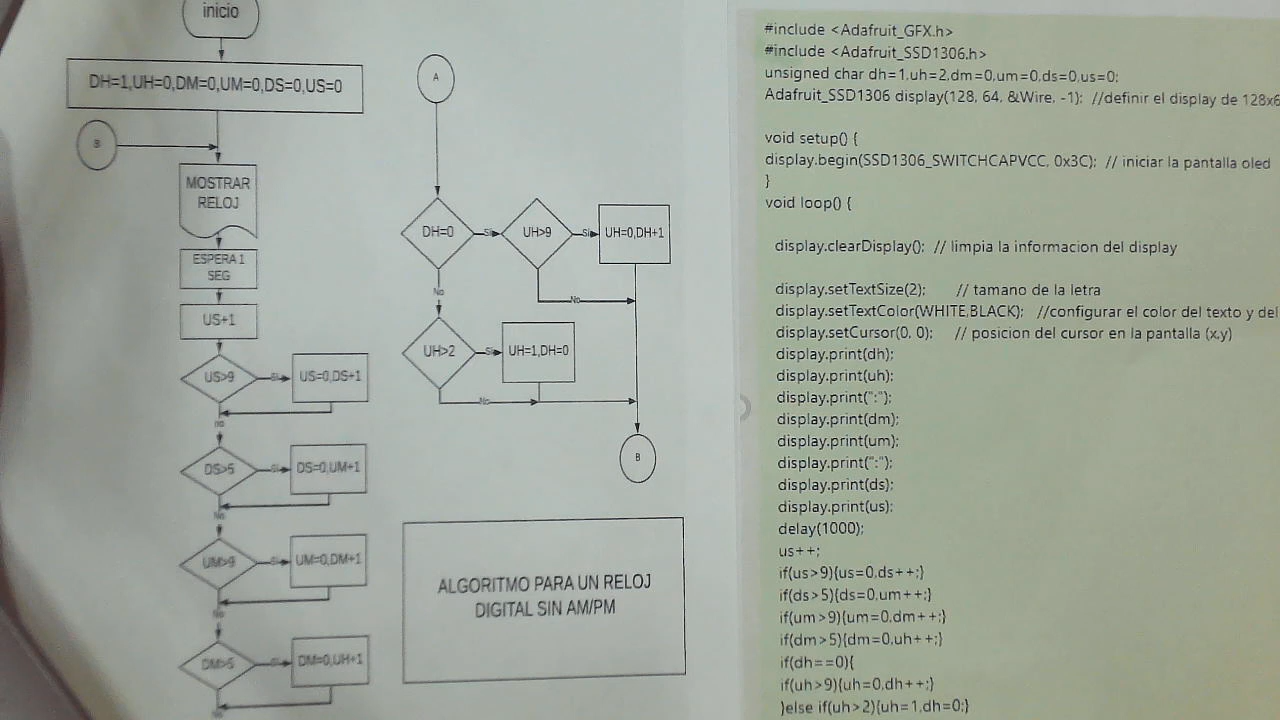 inicio
DH=1,UH=0,DM=0,UM=0,DS=0,US=0
B
MOSTRAR
RELOJ
ESPERA 1
SEG
US+1
US>9
Si
US=0,DS+1
no
DS>5
Si
DS=0,UM+1
No
UM>9
Si
UM=0,DM+1
No
DM>5
Si
DM=0,UH+1
No
A
DH=0
Si
UH>9
Si
UH=0,DH+1
No
No
UH>2
Si
UH=1,DH=0
No
B
ALGORITMO PARA UN RELOJ
DIGITAL SIN AM/PM
#include <Adafruit_GFX.h>
#include <Adafruit_SSD1306.h>
unsigned char dh=1,uh=2,dm=0,um=0,ds=0,us=0;
Adafruit_SSD1306 display(128, 64, &Wire, -1); //definir el display de 128x6
void setup() {
display.begin(SSD1306_SWITCHCAPVCC, 0x3C); // iniciar la pantalla oled
}
void loop() {
display.clearDisplay(); // limpia la informacion del display
display.setTextSize(2); // tamano de la letra
display.setTextColor(WHITE,BLACK); //configurar el color del texto y del
display.setCursor(0, 0); // posicion del cursor en la pantalla (x,y)
display.print(dh);
display.print(uh);
display.print(":");
display.print(dm);
display.print(um);
display.print(":");
display.print(ds);
display.print(us);
delay(1000);
us++;
if(us>9){us=0,ds++;}
if(ds>5){ds=0,um++;}
if(um>9){um=0,dm++;}
if(dm>5){dm=0,uh++;}
if(dh==0){
if(uh>9){uh=0,dh++;}
}else if(uh>2){uh=1,dh=0;}